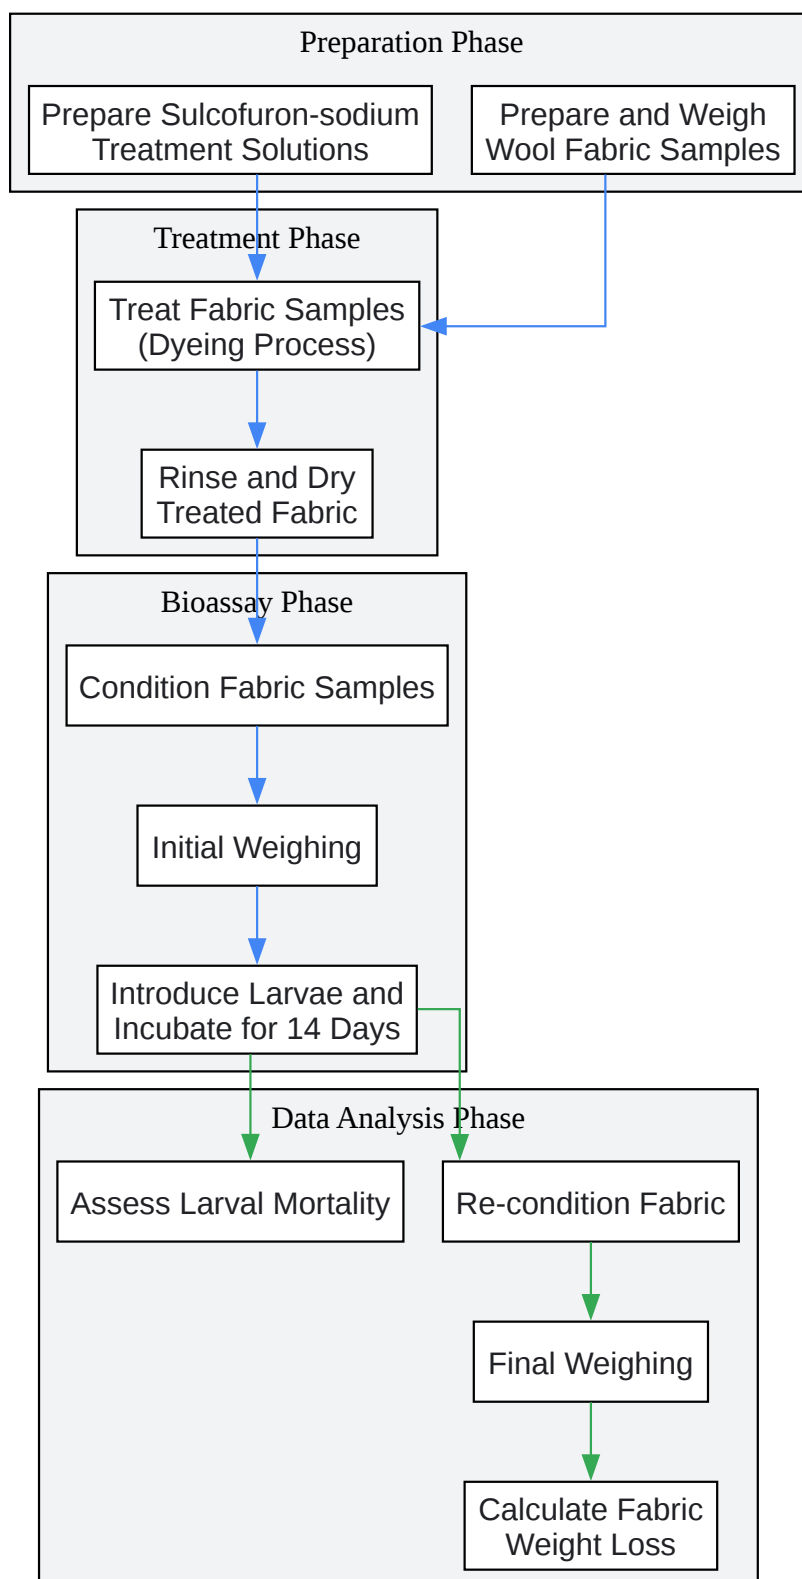 Preparation Phase
Prepare Sulcofuron-sodium
Treatment Solutions
Prepare and Weigh
Wool Fabric Samples
Treatment Phase
Treat Fabric Samples
(Dyeing Process)
Rinse and Dry
Treated Fabric
Bioassay Phase
Condition Fabric Samples
Initial Weighing
Introduce Larvae and
Incubate for 14 Days
Data Analysis Phase
Assess Larval Mortality
Re-condition Fabric
Final Weighing
Calculate Fabric
Weight Loss